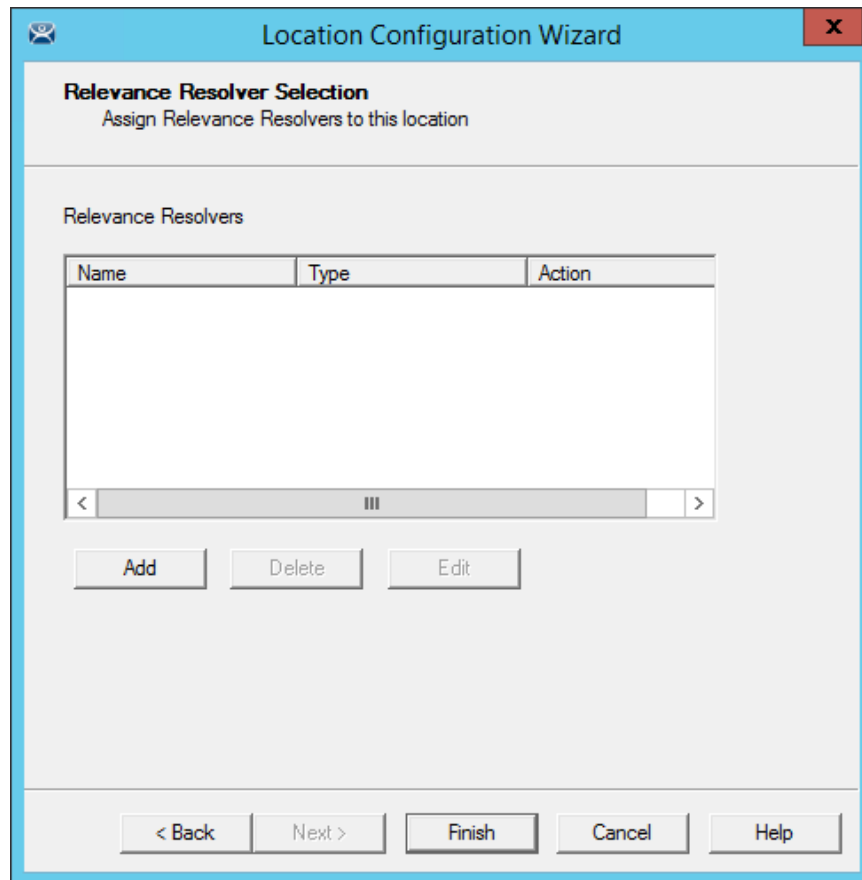 Location Configuration Wizard
x
Relevance Resolver Selection
Assign Relevance Resolvers to this location
Relevance Resolvers
Name Type Action
Add Delete Edit
< Back Next > Finish Cancel Help